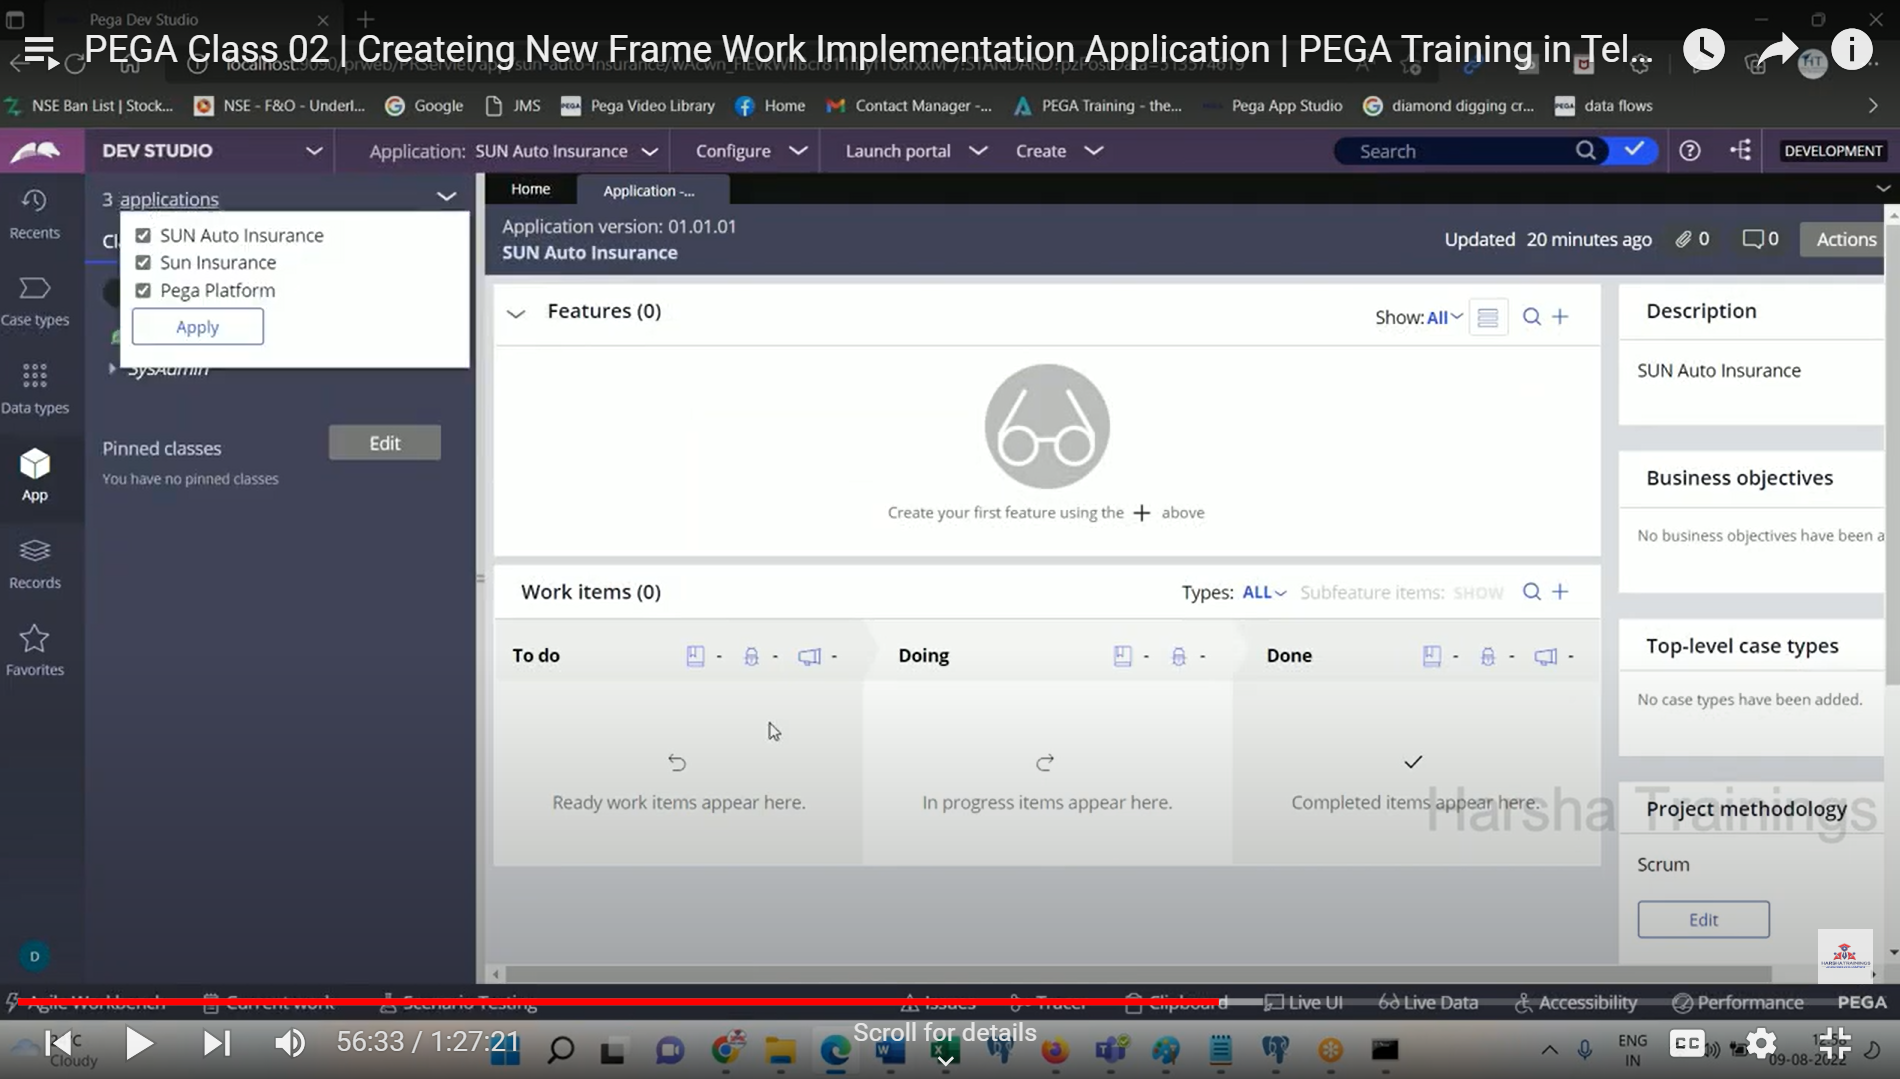 Pega Dev Studio
PEGA Class 02 | Createing New Frame Work Implementation Application | PEGA Training in Tel...
NSE Ban List | Stock...
NSE - F&O - Underl...
Google
JMS
Pega Video Library
Home
Contact Manager -...
PEGA Training - the...
Pega App Studio
diamond digging cr...
data flows
DEV STUDIO
Application: SUN Auto Insurance
Configure
Launch portal
Create
Search
DEVELOPMENT
Recents
Case types
Data types
App
Records
Favorites
D
3 applications
SUN Auto Insurance
Sun Insurance
Pega Platform
Apply
SysAdmin
Pinned classes
Edit
You have no pinned classes
Home
Application -...
Application version: 01.01.01
SUN Auto Insurance
Updated 20 minutes ago
0
0
Actions
Features (0)
Show: All
Create your first feature using the + above
Work items (0)
Types: ALL
Subfeature items: SHOW
To do
Doing
Done
Ready work items appear here.
In progress items appear here.
Completed items appear here.
Description
SUN Auto Insurance
Business objectives
No business objectives have been a
Top-level case types
No case types have been added.
Harsha Trainings
Project methodology
Scrum
Edit
Agile Workbench
Current work
Scenario Testing
Issues
Tracer
Clipboard
Live UI
Live Data
Accessibility
Performance
PEGA
56:33 / 1:27:21
Scroll for details
Cloudy
ENG
IN
CC
09-08-2022